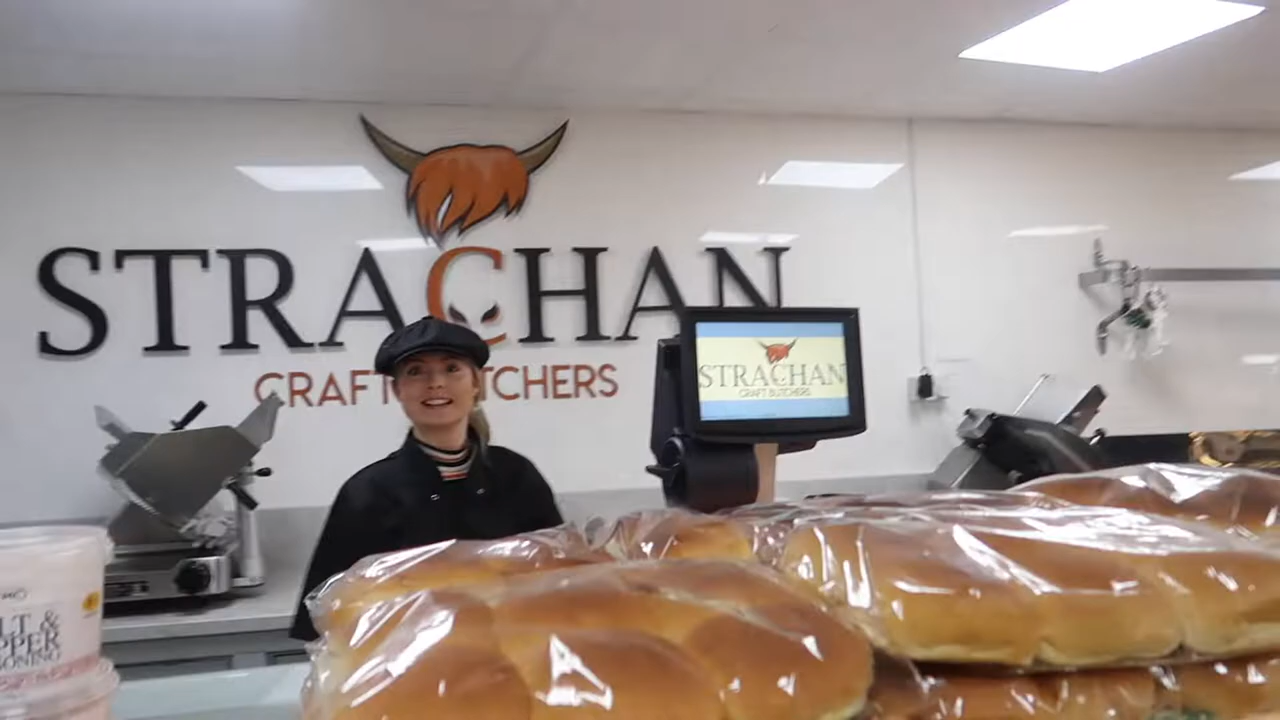 STRACHAN
CRAFT BUTCHERS
STRACHAN
CRAFT BUTCHERS
LT &
PPER
SONING